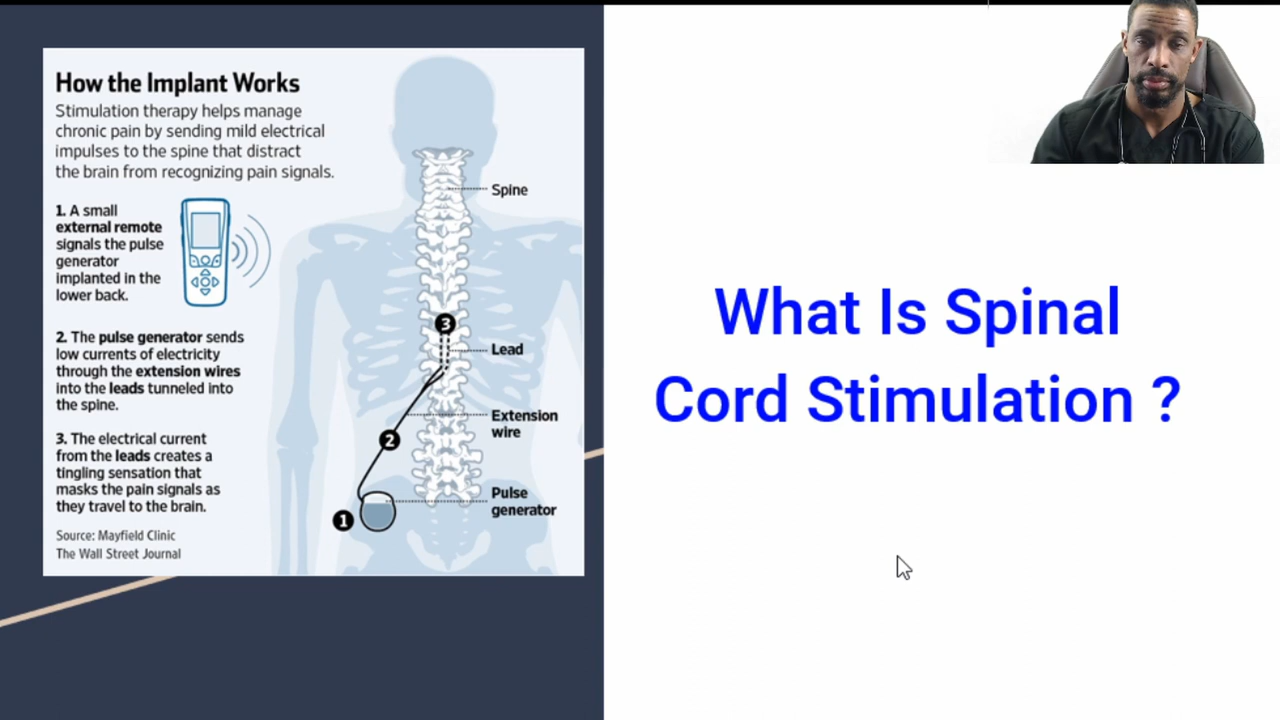 How the Implant Works
Stimulation therapy helps manage
chronic pain by sending mild electrical
impulses to the spine that distract
the brain from recognizing pain signals.
1. A small
external remote
signals the pulse
generator
implanted in the
lower back.
2. The pulse generator sends
low currents of electricity
through the extension wires
into the leads tunneled into
the spine.
3. The electrical current
from the leads creates a
tingling sensation that
masks the pain signals as
they travel to the brain.
Source: Mayfield Clinic
The Wall Street Journal
Spine
3
Lead
Extension
wire
2
Pulse
generator
1
What Is Spinal
Cord Stimulation ?